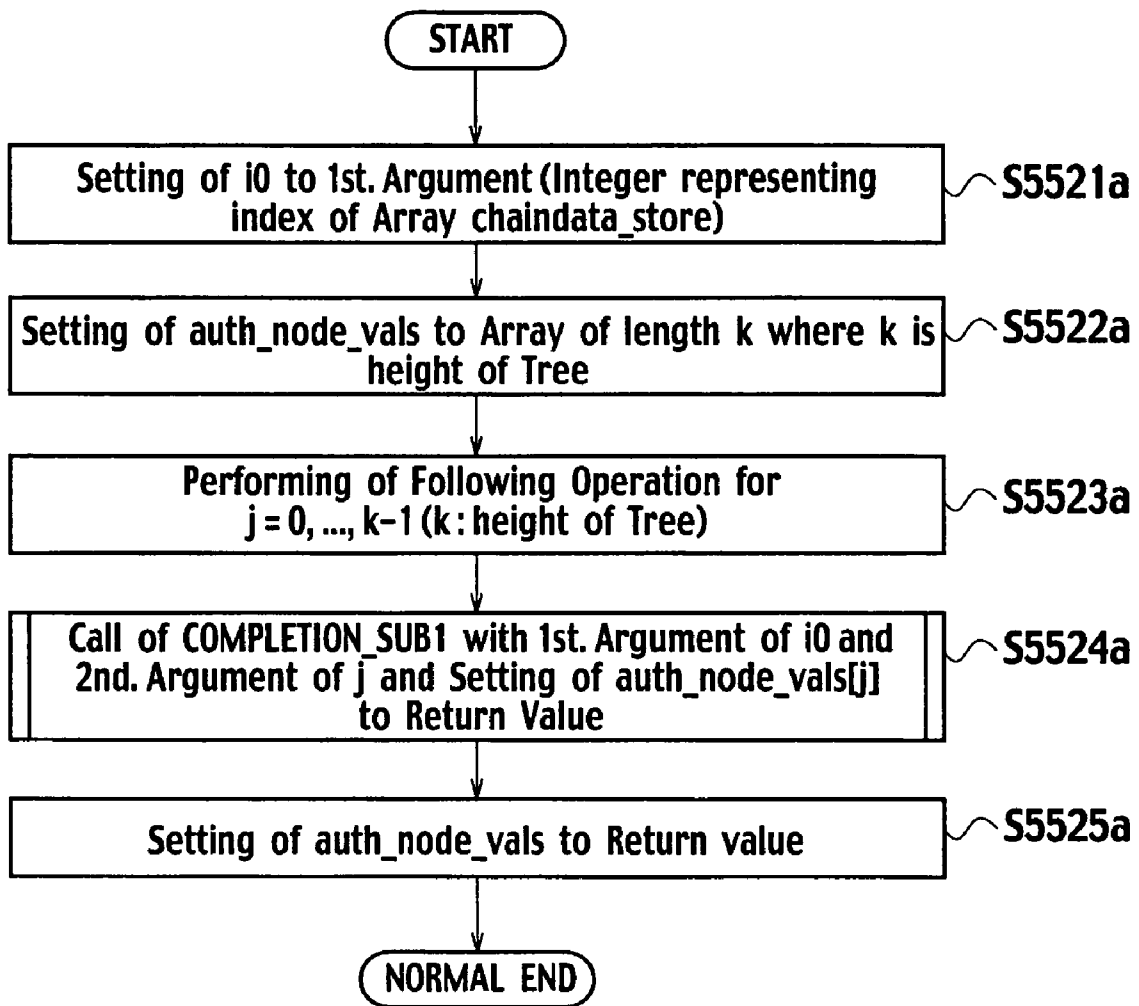 START
Setting of i0 to 1st. Argument (Integer representing
index of Array chaindata_store)
S5521a
Setting of auth_node_vals to Array of length k where k is
height of Tree
S5522a
Performing of Following Operation for
j = 0, ..., k-1 (k : height of Tree)
S5523a
Call of COMPLETION_SUB1 with 1st. Argument of i0 and
2nd. Argument of j and Setting of auth_node_vals[j]
to Return Value
S5524a
Setting of auth_node_vals to Return value
S5525a
NORMAL END